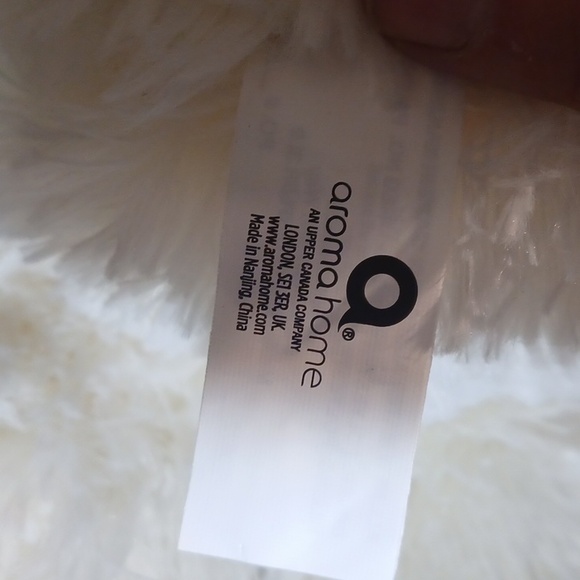 aroma home®
AN UPPER CANADA COMPANY
LONDON, SE1 3ER, UK
www.aromahome.com
Made in Nanjing, China